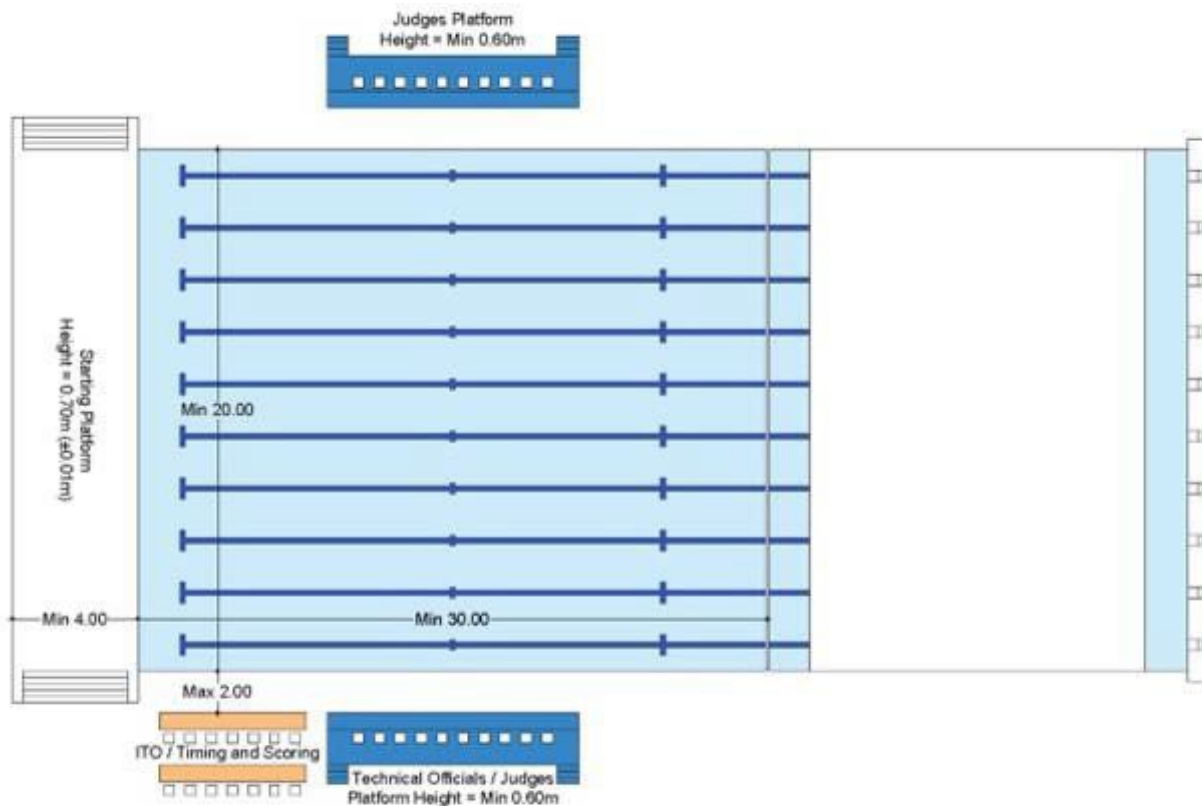 Judges Platform
Height = Min 0.60m
Starting Platform
Height = 0.70m (±0.01m)
Min 20.00
Min 4.00
Min 30.00
Max 2.00
ITO / Timing and Scoring
Technical Officials / Judges
Platform Height = Min 0.60m